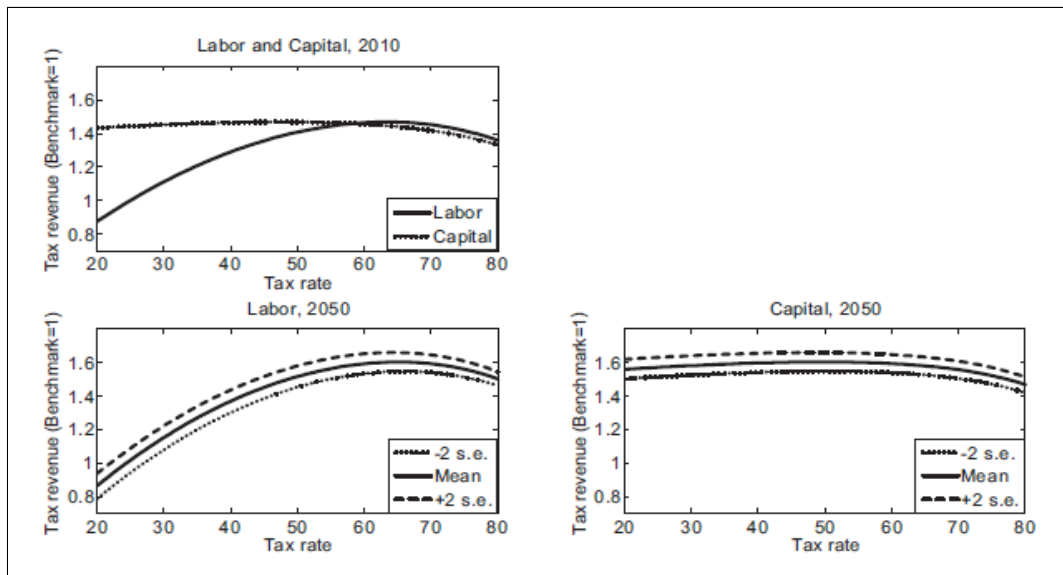 Labor and Capital, 2010
Tax revenue (Benchmark=1)
1.6
1.4
1.2
1
0.8
Labor
Capital
20 30 40 50 60 70 80
Tax rate
Labor, 2050
Tax revenue (Benchmark=1)
1.6
1.4
1.2
1
0.8
-2 s.e.
Mean
+2 s.e.
20 30 40 50 60 70 80
Tax rate
Capital, 2050
Tax revenue (Benchmark=1)
1.6
1.4
1.2
1
0.8
-2 s.e.
Mean
+2 s.e.
20 30 40 50 60 70 80
Tax rate